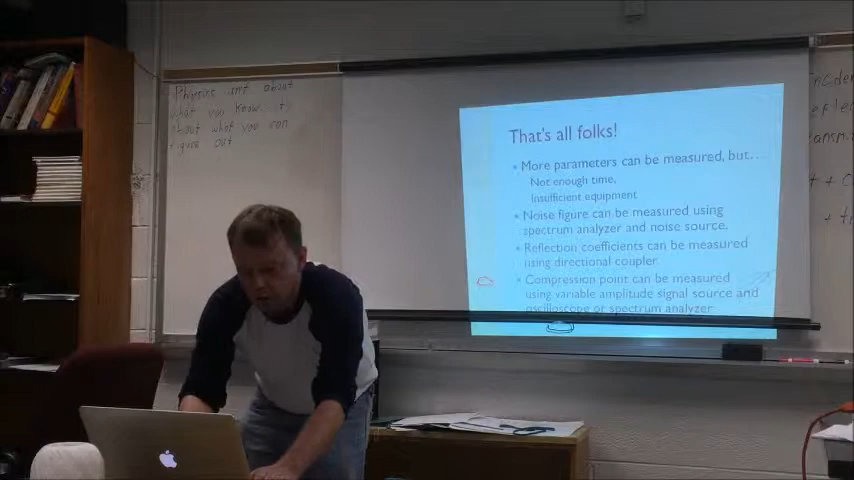 Physics isn't about
what you know. It's
about what you can
figure out
That's all folks!
• More parameters can be measured, but…
Not enough time.
Insufficient equipment
• Noise figure can be measured using
spectrum analyzer and noise source.
• Reflection coefficients can be measured
using directional coupler
• Compression point can be measured
using variable amplitude signal source and
oscilloscope or spectrum analyzer